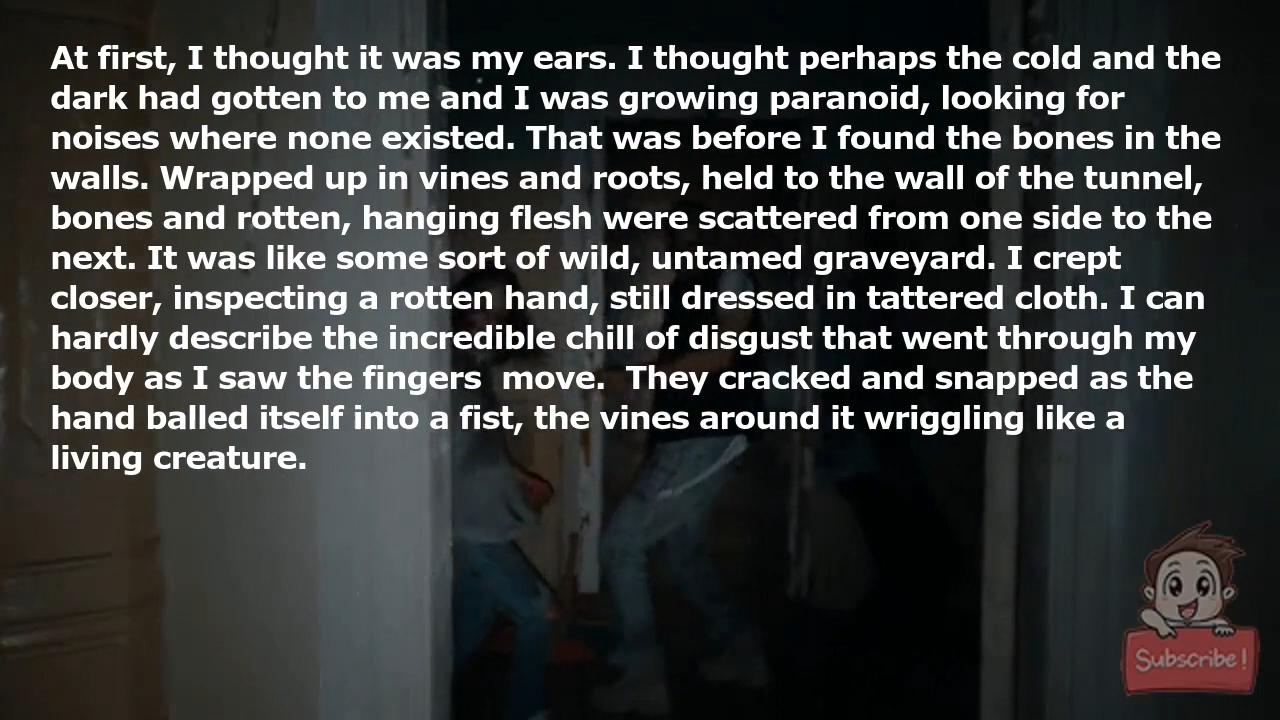 At first, I thought it was my ears. I thought perhaps the cold and the
dark had gotten to me and I was growing paranoid, looking for
noises where none existed. That was before I found the bones in the
walls. Wrapped up in vines and roots, held to the wall of the tunnel,
bones and rotten, hanging flesh were scattered from one side to the
next. It was like some sort of wild, untamed graveyard. I crept
closer, inspecting a rotten hand, still dressed in tattered cloth. I can
hardly describe the incredible chill of disgust that went through my
body as I saw the fingers  move.  They cracked and snapped as the
hand balled itself into a fist, the vines around it wriggling like a
living creature.
Subscribe!